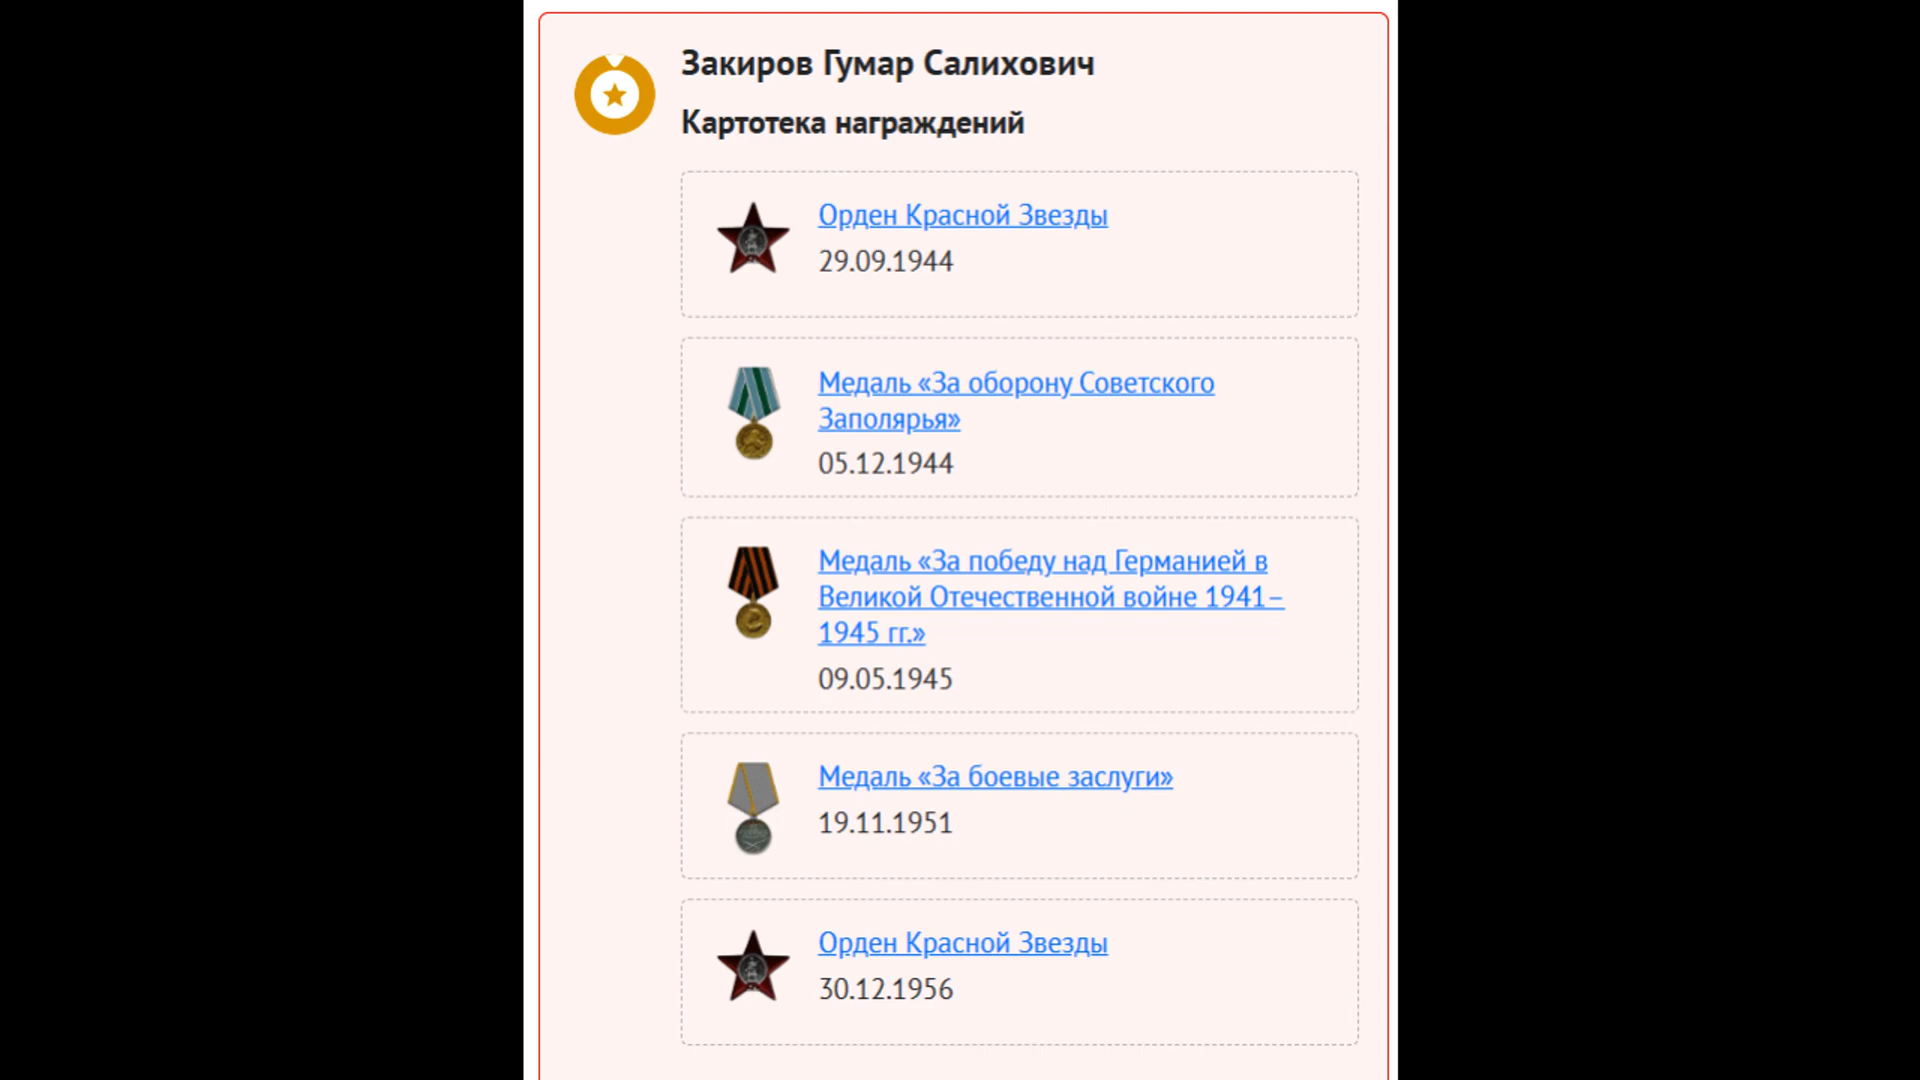 Закиров Гумар Салихович
Картотека награждений
Орден Красной Звезды
29.09.1944
Медаль «За оборону Советского
Заполярья»
05.12.1944
Медаль «За победу над Германией в
Великой Отечественной войне 1941–
1945 гг.»
09.05.1945
Медаль «За боевые заслуги»
19.11.1951
Орден Красной Звезды
30.12.1956